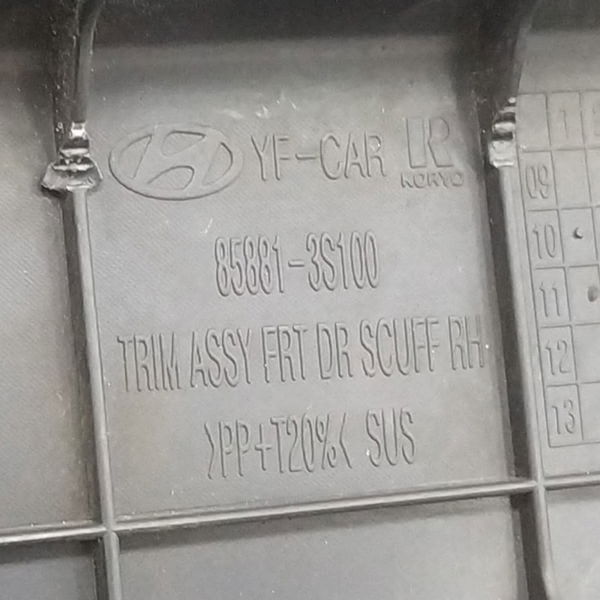 YF-CAR KORYO
85881-3S100
TRIM ASSY FRT DR SCUFF RH
>PP+T20%< SUS
1
09
10
11
12
13